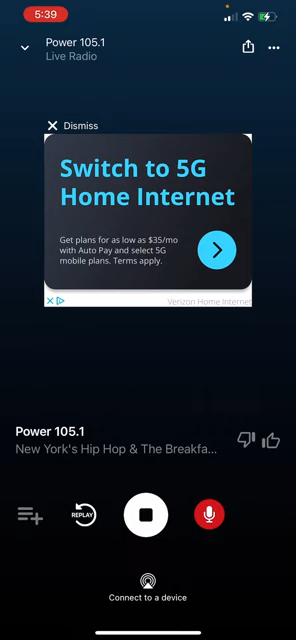 5:39
Power 105.1
Live Radio
Dismiss
Switch to 5G
Home Internet
Get plans for as low as $35/mo
with Auto Pay and select 5G
mobile plans. Terms apply.
Verizon Home Internet
Power 105.1
New York's Hip Hop & The Breakfa...
REPLAY
Connect to a device